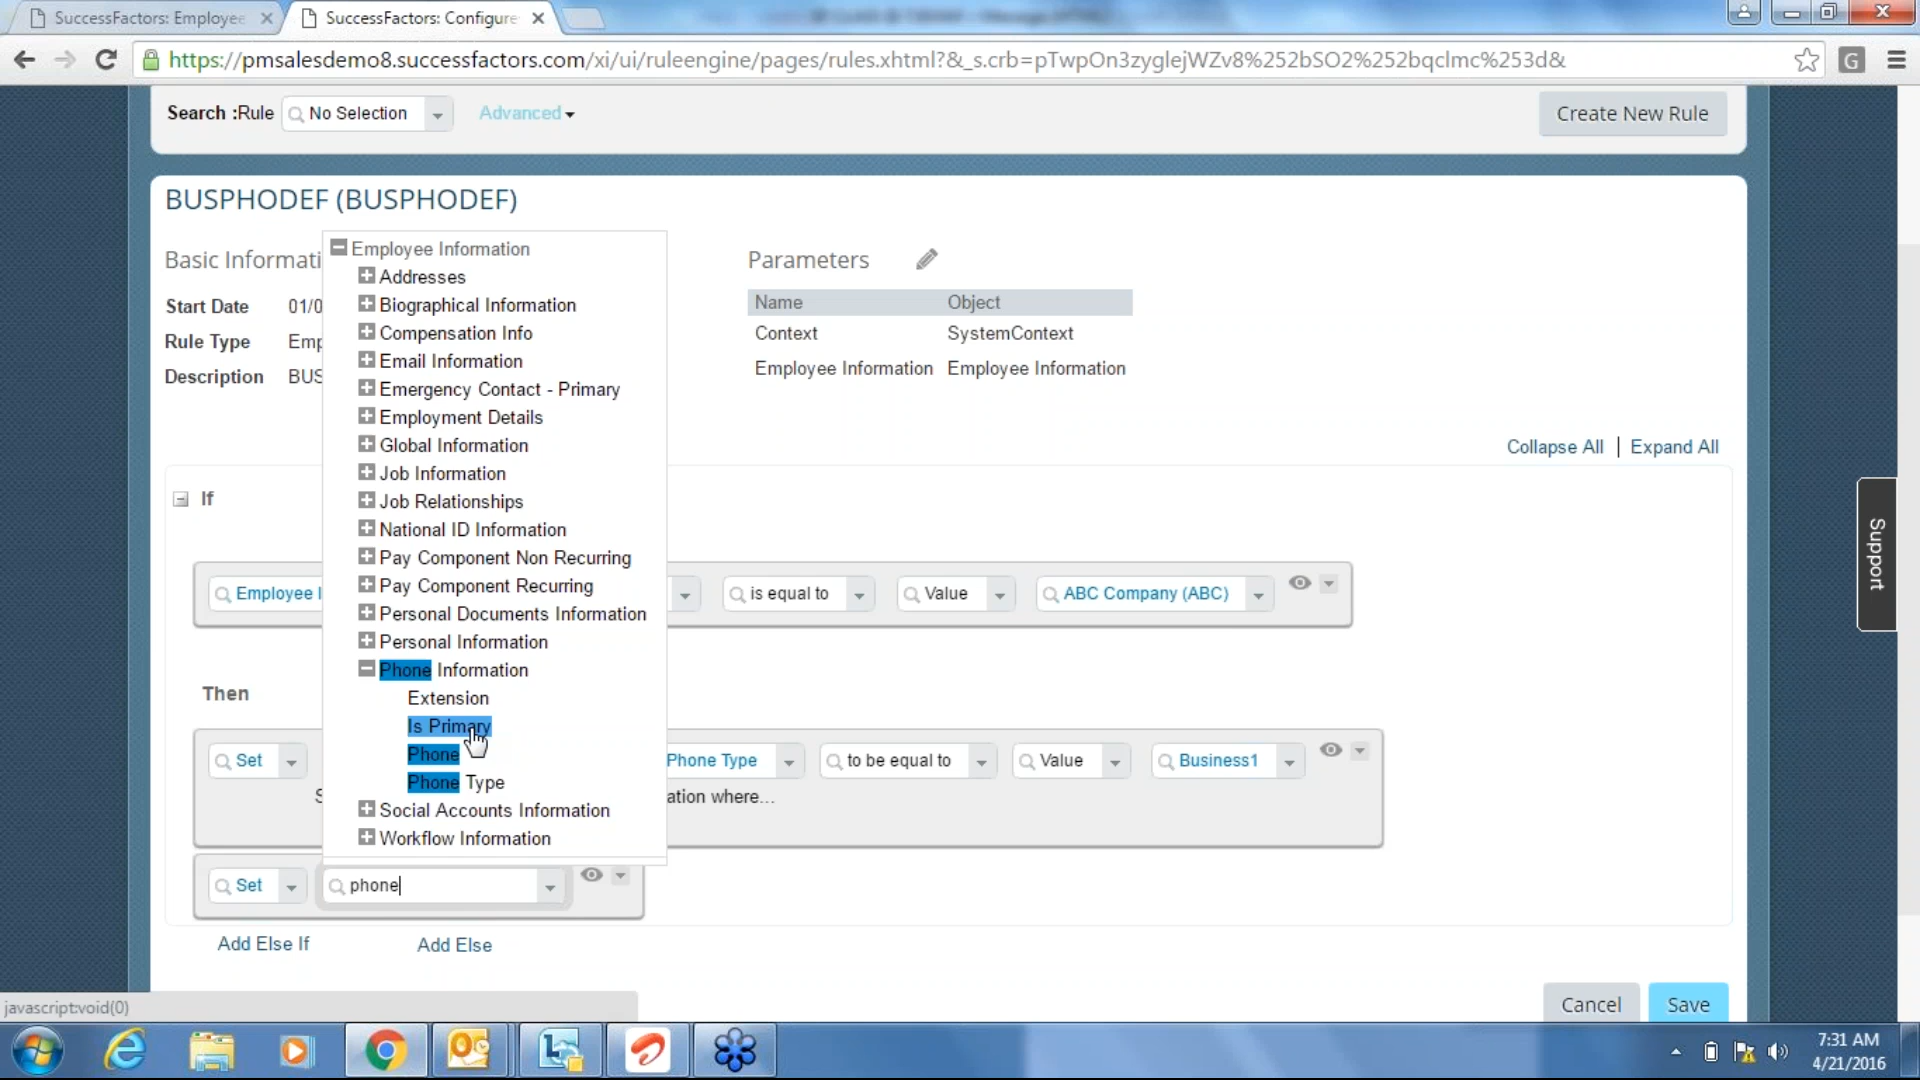 SuccessFactors: Employee
SuccessFactors: Configure
https://pmsalesdemo8.successfactors.com/xi/ui/ruleengine/pages/rules.xhtml?&_s.crb=pTwpOn3zyglejWZv8%252bSO2%252bqclmc%253d&
Search :Rule No Selection Advanced Create New Rule
BUSPHODEF (BUSPHODEF)
Basic Informati
Start Date 01/0
Rule Type Emp
Description BUS
Parameters
Name Object
Context SystemContext
Employee Information Employee Information
Collapse All | Expand All
Employee Information
Addresses
Biographical Information
Compensation Info
Email Information
Emergency Contact - Primary
Employment Details
Global Information
Job Information
Job Relationships
National ID Information
Pay Component Non Recurring
Pay Component Recurring
Personal Documents Information
Personal Information
Phone Information
Extension
Is Primary
Phone
Phone Type
Social Accounts Information
Workflow Information
If
Employee I is equal to Value ABC Company (ABC)
Then
Set Phone Type to be equal to Value Business1
S ation where...
Set phone
Add Else If Add Else
Cancel Save
Support
javascript:void(0)
7:31 AM
4/21/2016